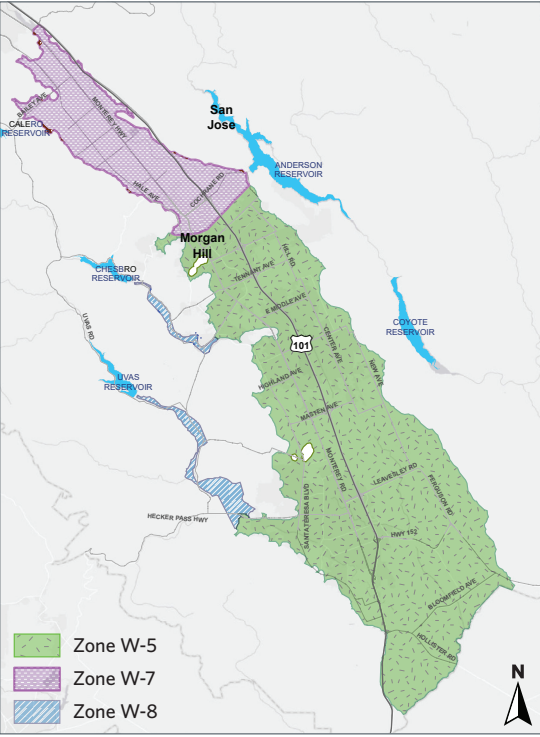 BAILEY AVE
CALERO
RESERVOIR
MONTEREY HWY
San
Jose
ANDERSON
RESERVOIR
HALE AVE
COCHRANE RD
Morgan
Hill
HILL RD
TENNANT AVE
CHESBRO
RESERVOIR
E MIDDLE AVE
UVAS RD
COYOTE
RESERVOIR
101
CENTER AVE
NEW AVE
UVAS
RESERVOIR
HIGHLAND AVE
MASTEN AVE
MONTEREY RD
LEAVESLEY RD
FERGUSON RD
SANTA TERESA BLVD
HECKER PASS HWY
HWY 152
BLOOMFIELD AVE
HOLLISTER RD
Zone W-5
Zone W-7
Zone W-8
N